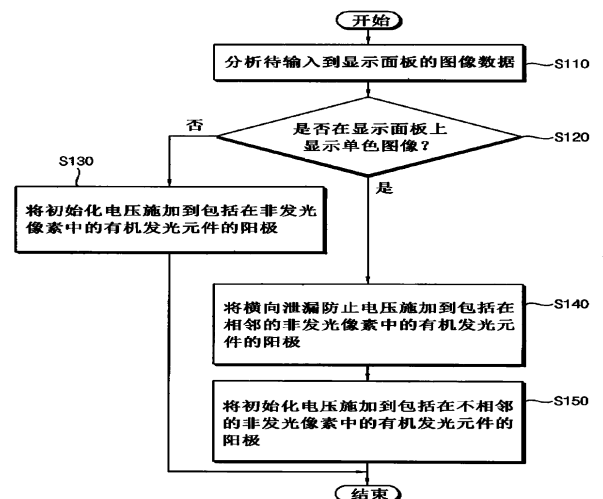 开始
分析待输入到显示面板的图像数据
S110
是否在显示面板上
显示单色图像？
S120
否
是
S130
将初始化电压施加到包括在非发光
像素中的有机发光元件的阳极
将横向泄漏防止电压施加到包括在
相邻的非发光像素中的有机发光元
件的阳极
S140
将初始化电压施加到包括在不相邻
的非发光像素中的有机发光元件的
阳极
S150
结束